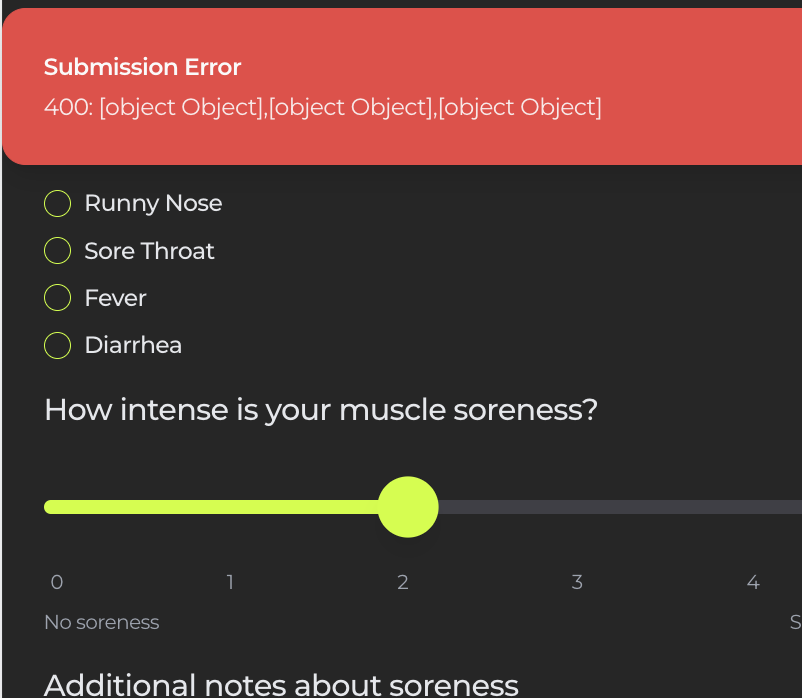 Submission Error
400: [object Object],[object Object],[object Object]
Runny Nose
Sore Throat
Fever
Diarrhea
How intense is your muscle soreness?
0 1 2 3 4
No soreness S
Additional notes about soreness